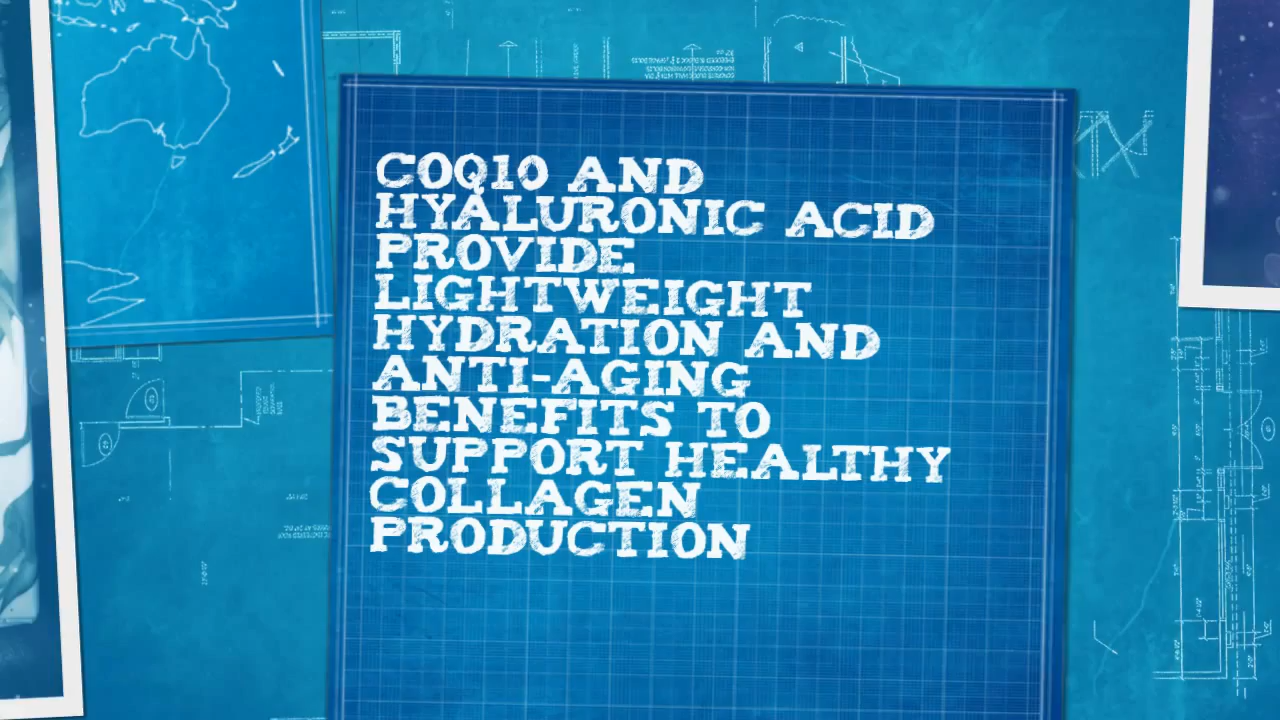 COQ10 AND
HYALURONIC ACID
PROVIDE
LIGHTWEIGHT
HYDRATION AND
ANTI-AGING
BENEFITS TO
SUPPORT HEALTHY
COLLAGEN
PRODUCTION